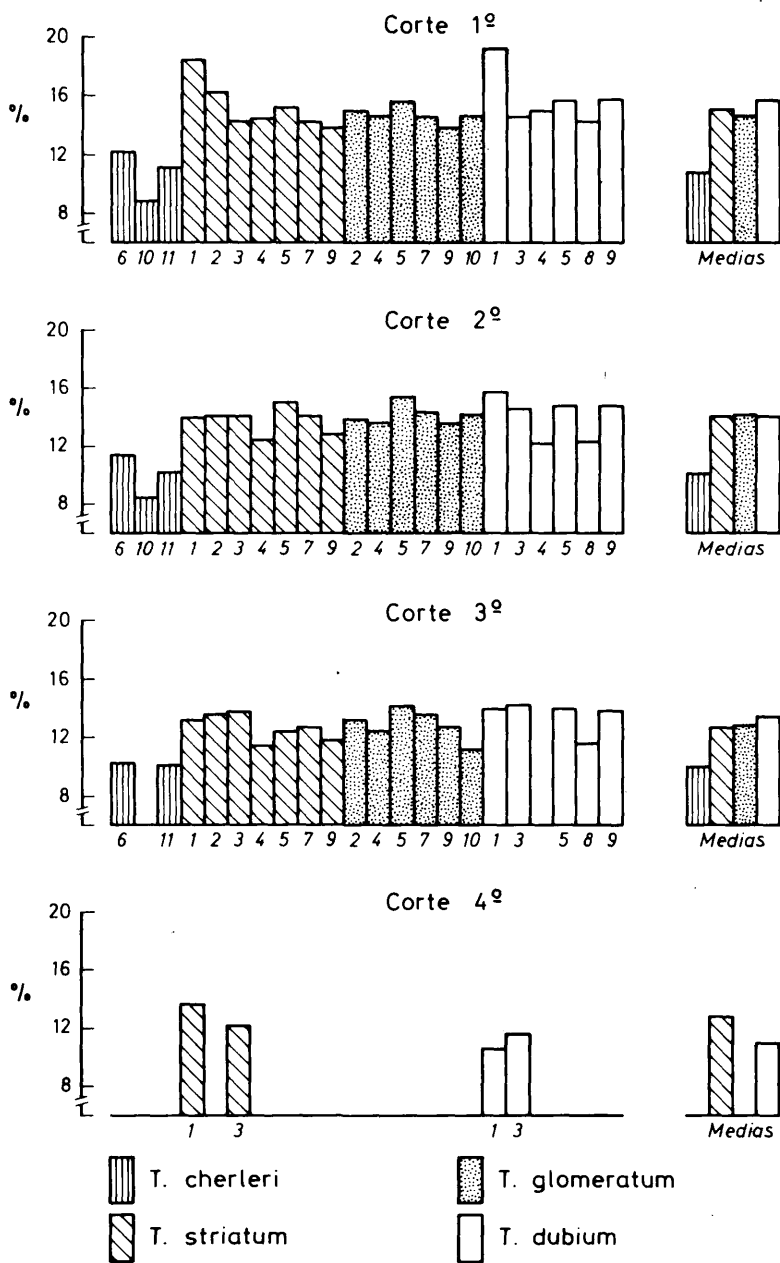 Corte 1º
20
16
%
12
8
6 10 11 1 2 3 4 5 7 9 2 4 5 7 9 10 1 3 4 5 8 9 Medias
Corte 2º
20
16
%
12
8
6 10 11 1 2 3 4 5 7 9 2 4 5 7 9 10 1 3 4 5 8 9 Medias
Corte 3º
20
16
%
12
8
6 11 1 2 3 4 5 7 9 2 4 5 7 9 10 1 3 5 8 9 Medias
Corte 4º
20
16
%
12
8
1 3 1 3 Medias
T. cherleri T. glomeratum
T. striatum T. dubium